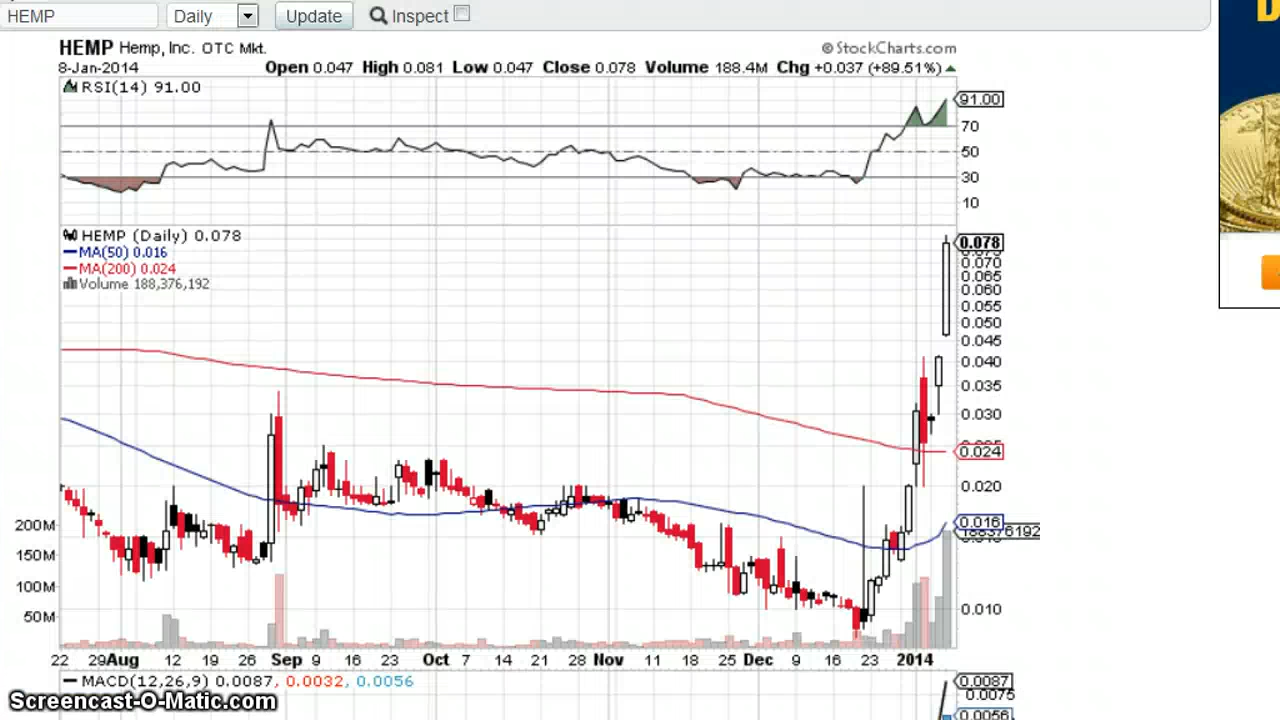 HEMP Daily Update Inspect
HEMP Hemp, Inc. OTC Mkt. © StockCharts.com
8-Jan-2014 Open 0.047 High 0.081 Low 0.047 Close 0.078 Volume 188.4M Chg +0.037 (+89.51%)
RSI(14) 91.00
91.00
70
50
30
10
HEMP (Daily) 0.078
MA(50) 0.016
MA(200) 0.024
Volume 188,376,192
0.078
0.070
0.065
0.060
0.055
0.050
0.045
0.040
0.035
0.030
0.024
0.020
0.016
188376192
0.010
200M
150M
100M
50M
22 29 Aug 12 19 26 Sep 9 16 23 Oct 7 14 21 28 Nov 11 18 25 Dec 9 16 23 2014
MACD(12,26,9) 0.0087, 0.0032, 0.0056
0.0087
0.0075
0.0056
Screencast-O-Matic.com